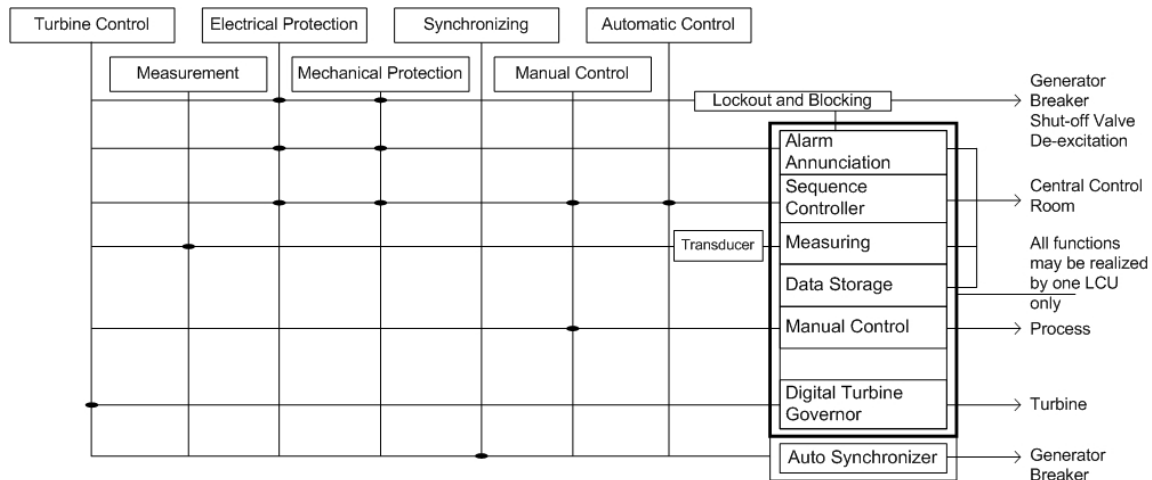 Turbine Control
Electrical Protection
Synchronizing
Automatic Control
Measurement
Mechanical Protection
Manual Control
Lockout and Blocking
Generator
Breaker
Shut-off Valve
De-excitation
Alarm
Annunciation
Sequence
Controller
Central Control
Room
Transducer
Measuring
All functions
may be realized
by one LCU
only
Data Storage
Manual Control
Process
Digital Turbine
Governor
Turbine
Auto Synchronizer
Generator
Breaker